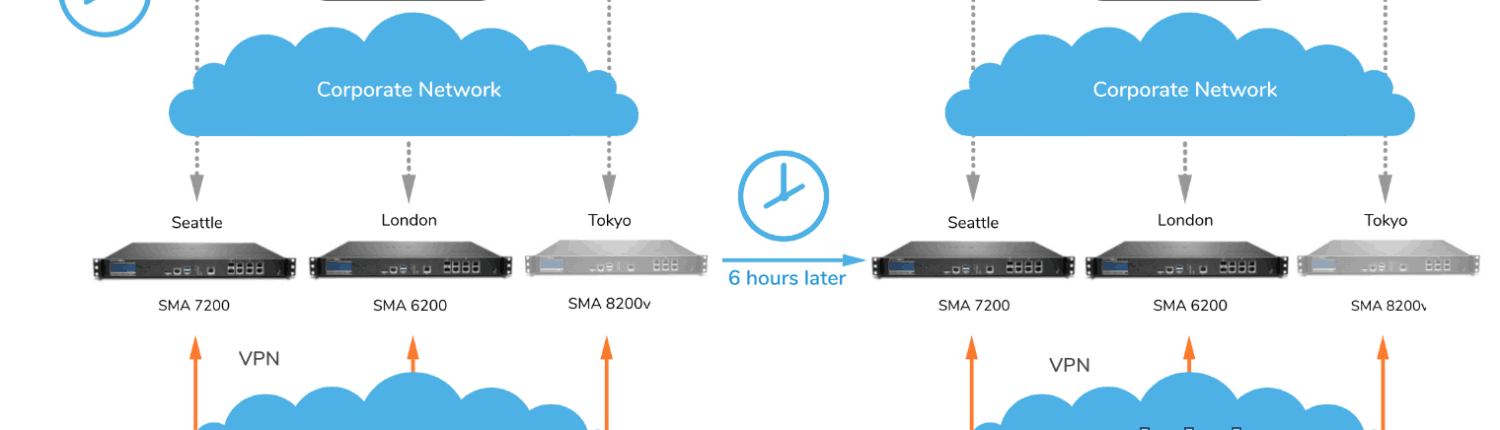 Corporate Network
Corporate Network
Seattle
London
Tokyo
Seattle
London
Tokyo
6 hours later
SMA 7200
SMA 6200
SMA 8200v
SMA 7200
SMA 6200
SMA 8200v
VPN
VPN